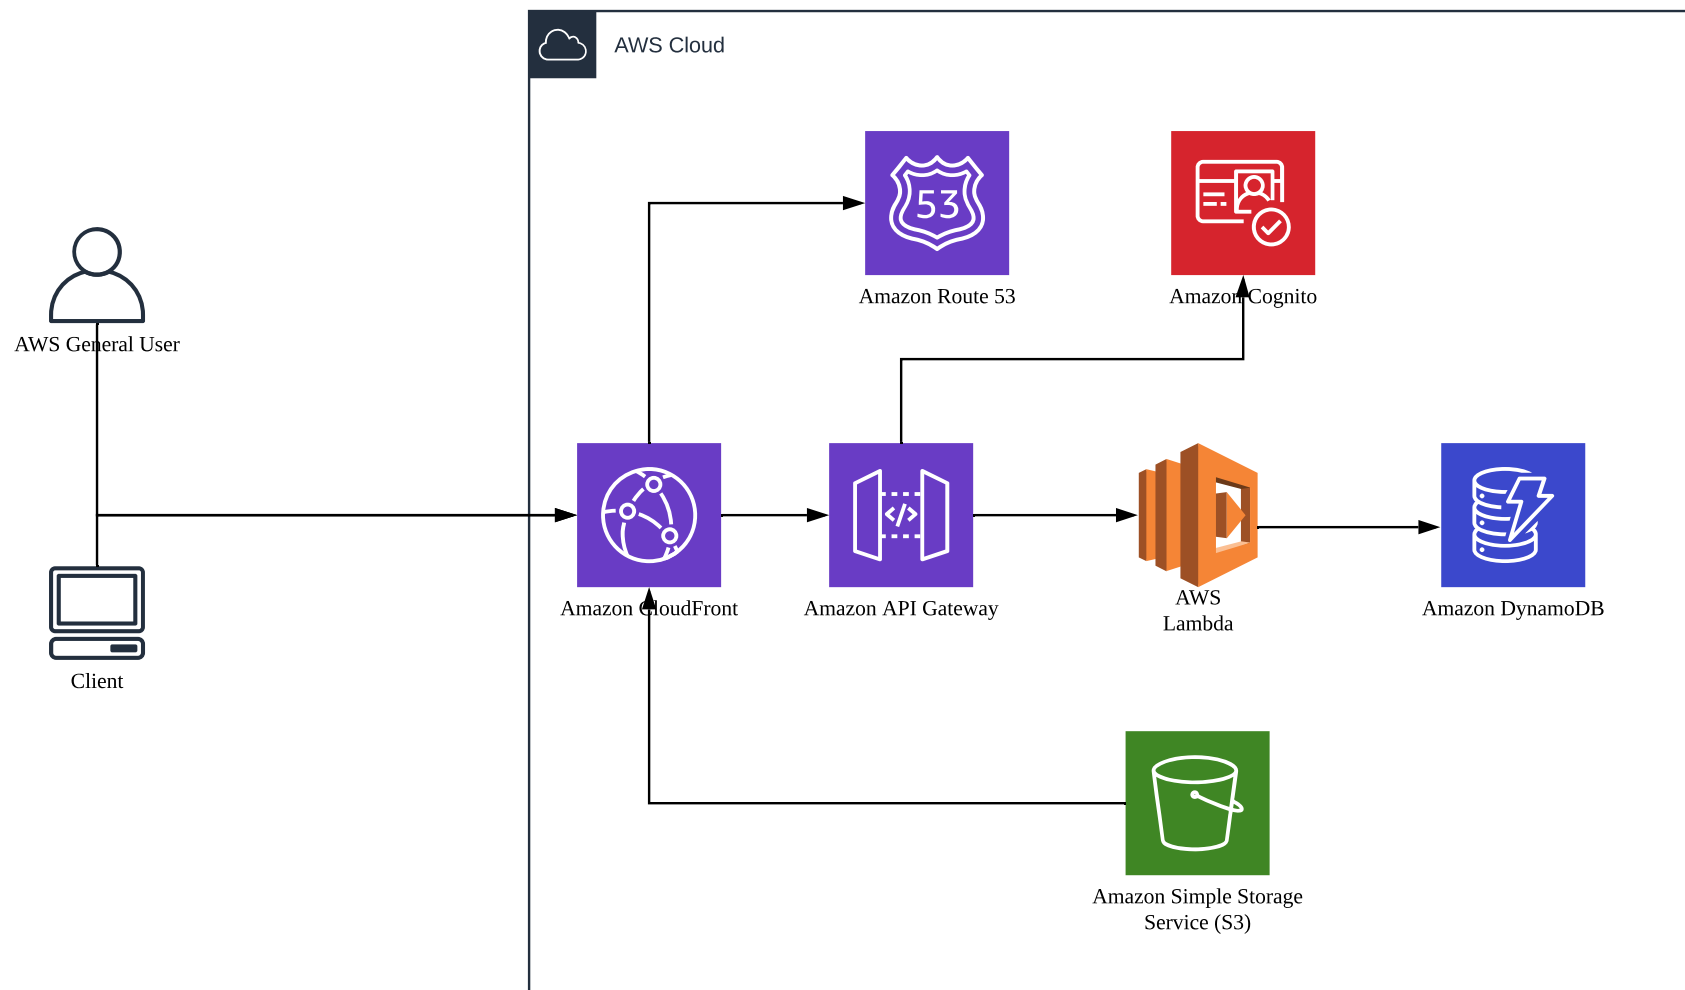 AWS Cloud
53
Amazon Route 53
Amazon Cognito
AWS General User
</>
Amazon CloudFront
Amazon API Gateway
AWS
Lambda
Amazon DynamoDB
Client
Amazon Simple Storage
Service (S3)